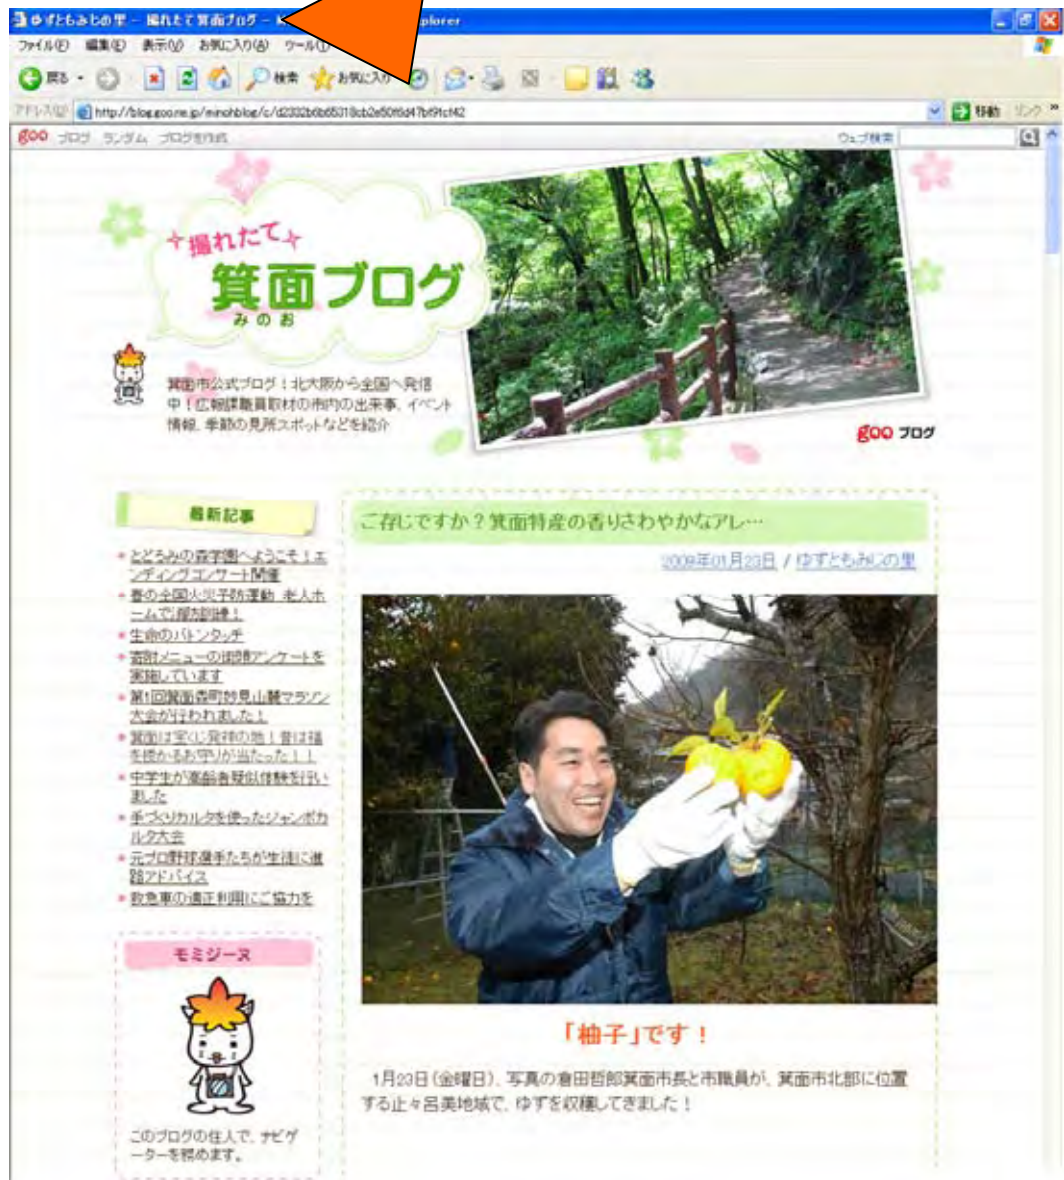 ゆずともみじの里 - 撮れたて箕面ブログ -
ファイル(F) 編集(E) 表示(V) お気に入り(A) ツール(T)
戻る 検索 お気に入り
アドレス(D) 移動 リンク »
goo ブログ ランダム ブログを作成 ウェブ検索
撮れたて
箕面ブログ
みのお
箕面市公式ブログ！北大阪から全国へ発信
中！広報課職員取材の市内の出来事、イベント
情報、季節の見所スポットなどを紹介
goo ブログ
最新記事
とどろみの森学園へようこそ！エ
ンディングコンサート開催
春の全国火災予防運動 老人ホ
ームで消防訓練！
生命のバトンタッチ
寄附メニューの街頭アンケートを
実施しています
第1回箕面森町妙見山麓マラソン
大会が行われました！
箕面は宝くじ発祥の地！昔は福
を授かるお守りが当たった！！
中学生が高齢者疑似体験を行い
ました
手づくりカルタを使ったジャンボカ
ルタ大会
元プロ野球選手たちが生徒に進
路アドバイス
救急車の適正利用にご協力を
モミジーヌ
このブログの住人で、ナビゲ
ーターを務めます。
ご存じですか？箕面特産の香りさわやかなアレ…
2009年01月23日 / ゆずともみじの里
「柚子」です！
1月23日(金曜日)、写真の倉田哲郎箕面市長と市職員が、箕面市北部に位置
する止々呂美地域で、ゆずを収穫してきました！